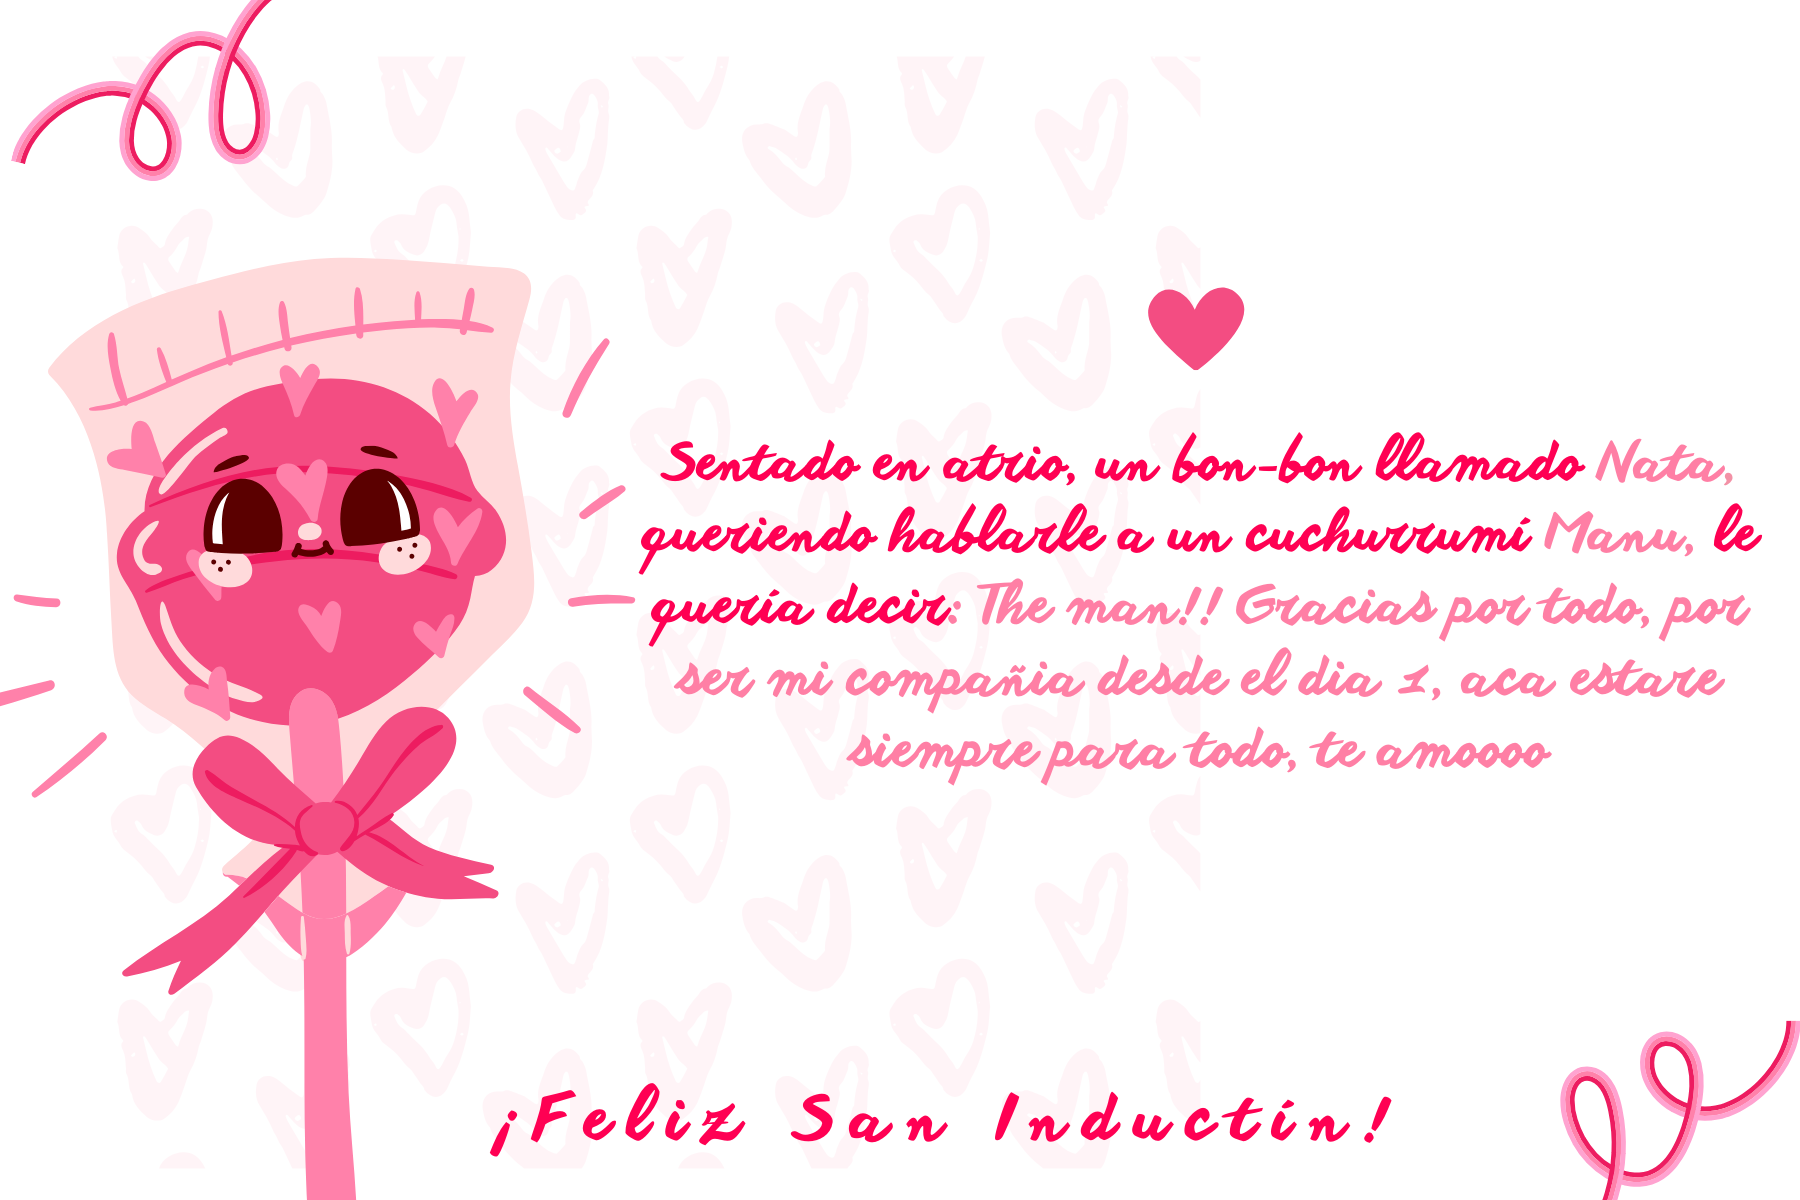 Sentado en atrio, un bon-bon llamado Nata,
queriendo hablarle a un cuchurrumí Manu, le
quería decir: The man!! Gracias por todo, por
ser mi compañia desde el dia 1, aca estare
siempre para todo, te amoooo
¡Feliz San Inductín!